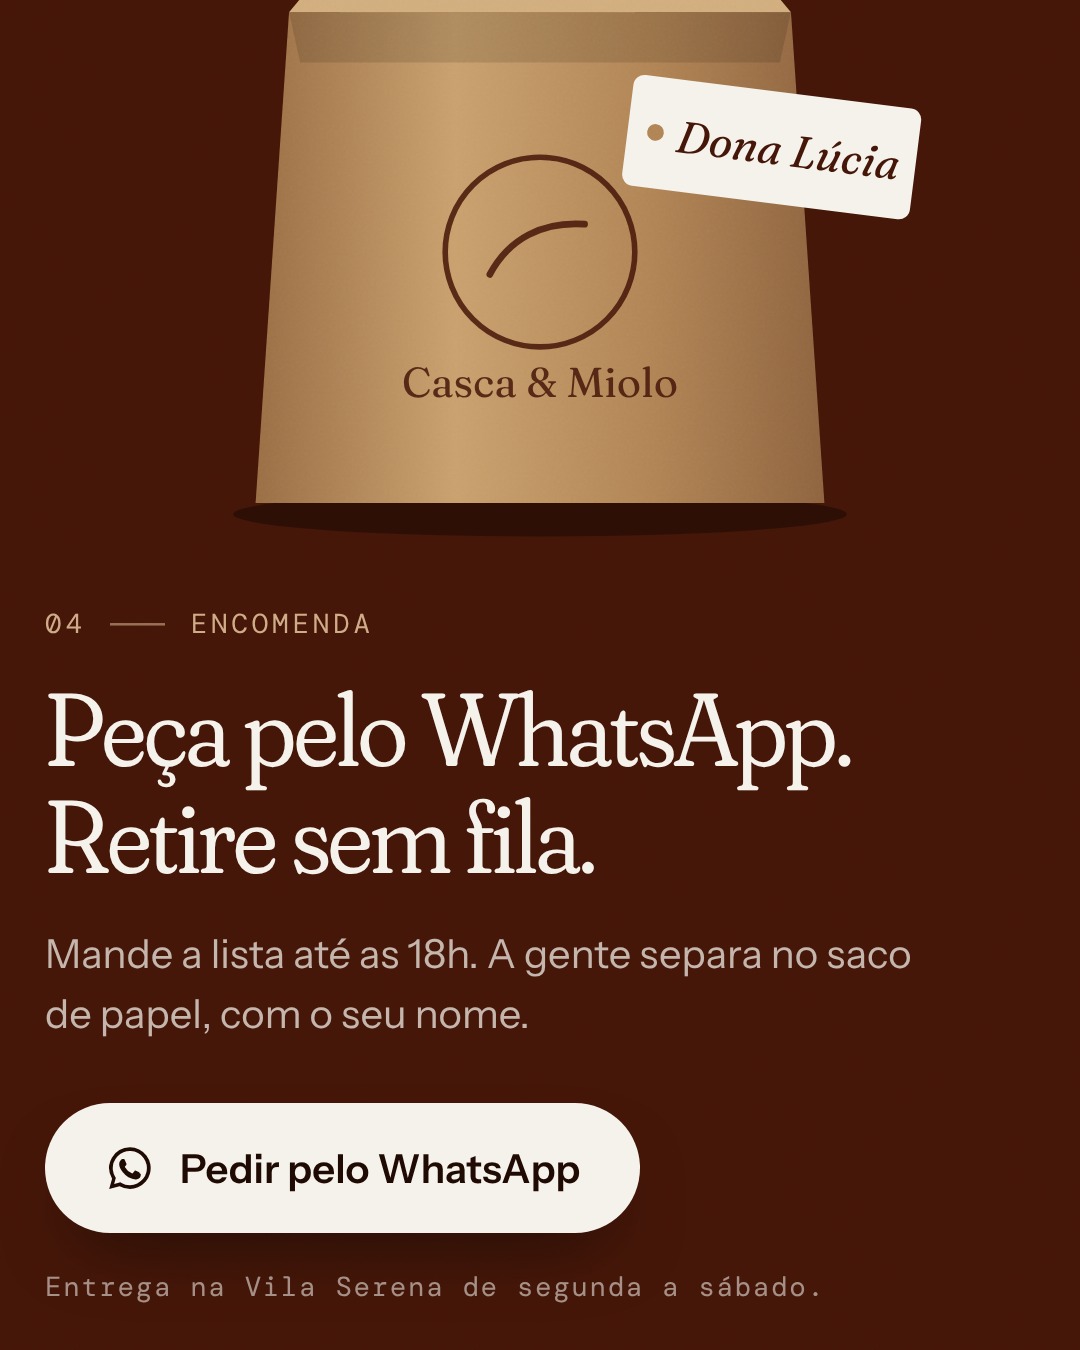 Dona Lúcia
Casca & Miolo
04 — ENCOMENDA
Peça pelo WhatsApp.
Retire sem fila.
Mande a lista até as 18h. A gente separa no saco
de papel, com o seu nome.
Pedir pelo WhatsApp
Entrega na Vila Serena de segunda a sábado.